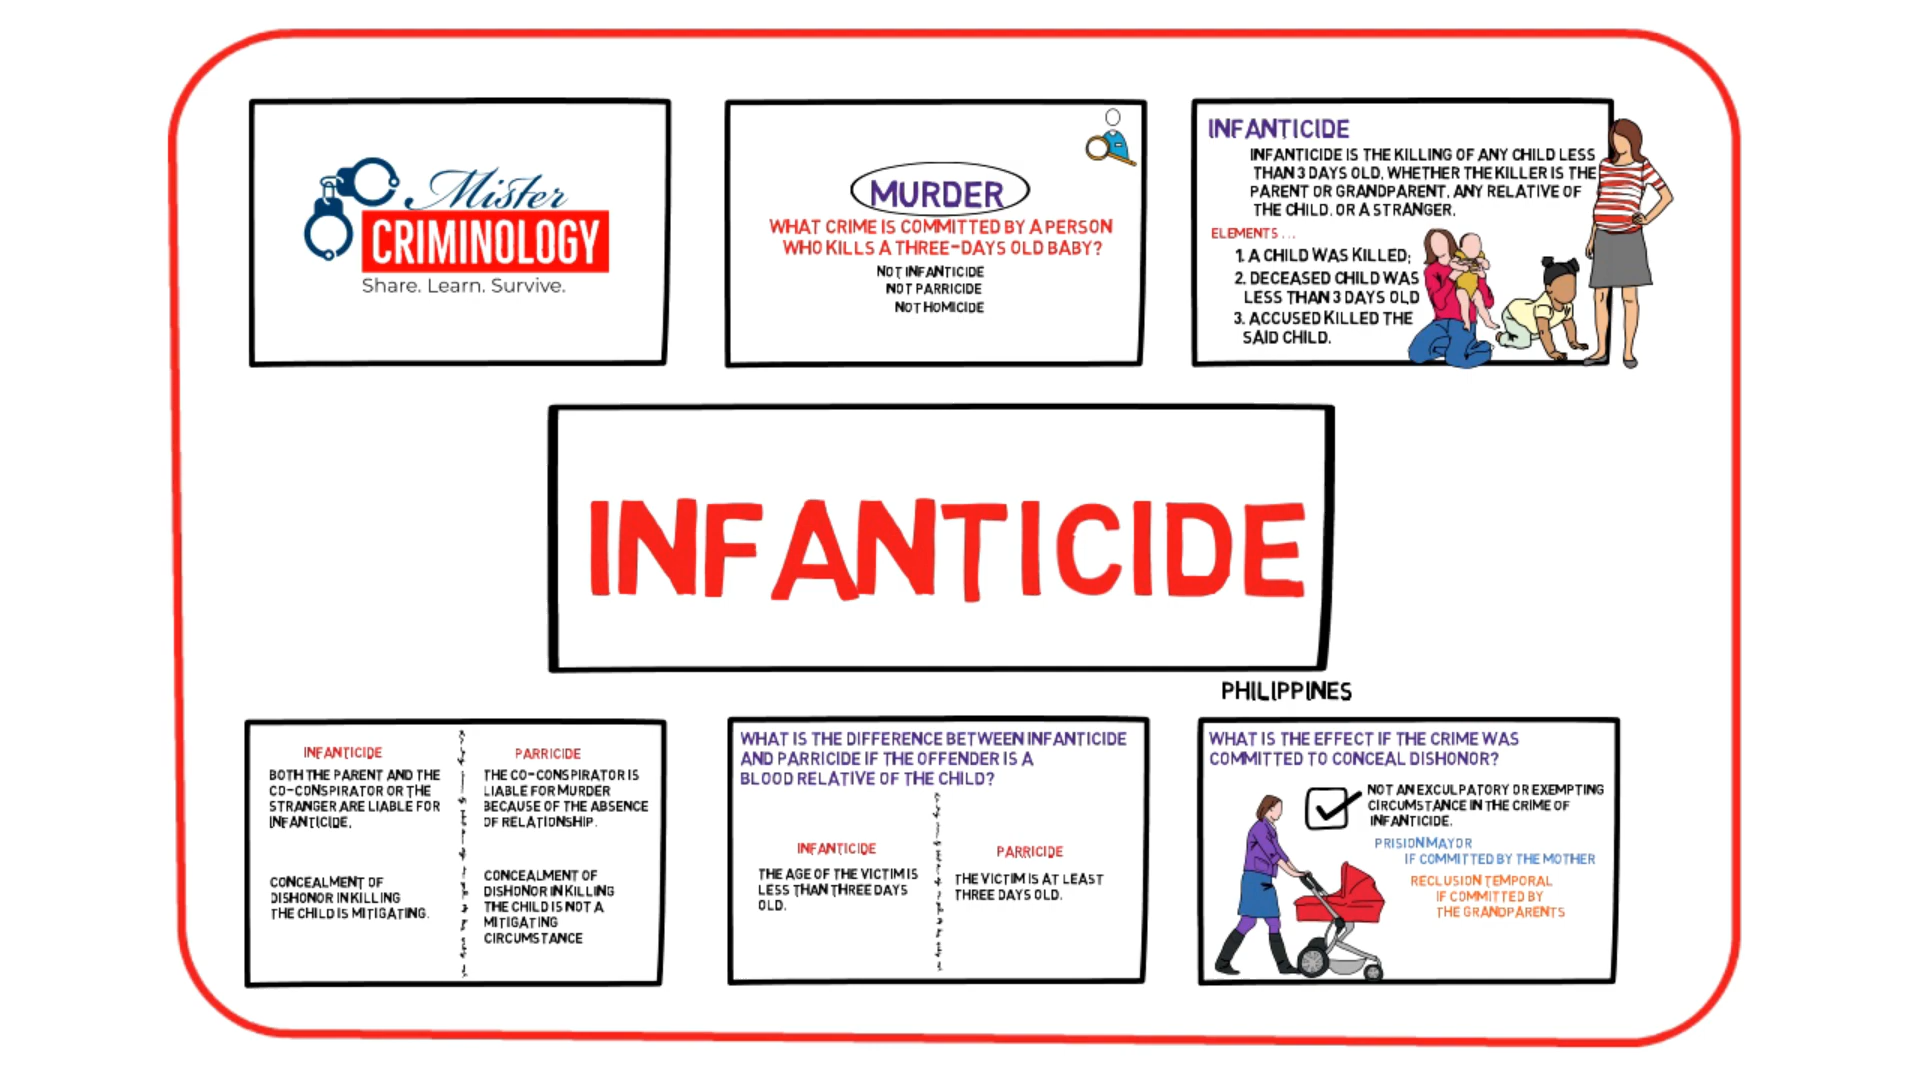 Mister
CRIMINOLOGY
Share. Learn. Survive.
MURDER
WHAT CRIME IS COMMITTED BY A PERSON
WHO KILLS A THREE-DAYS OLD BABY?
NOT INFANTICIDE
NOT PARRICIDE
NOT HOMICIDE
INFANTICIDE
INFANTICIDE IS THE KILLING OF ANY CHILD LESS
THAN 3 DAYS OLD, WHETHER THE KILLER IS THE
PARENT OR GRANDPARENT, ANY RELATIVE OF
THE CHILD, OR A STRANGER.
ELEMENTS ...
1. A CHILD WAS KILLED;
2. DECEASED CHILD WAS
LESS THAN 3 DAYS OLD
3. ACCUSED KILLED THE
SAID CHILD.
INFANTICIDE
PHILIPPINES
INFANTICIDE
BOTH THE PARENT AND THE
CO-CONSPIRATOR OR THE
STRANGER ARE LIABLE FOR
INFANTICIDE.
CONCEALMENT OF
DISHONOR IN KILLING
THE CHILD IS MITIGATING.
PARRICIDE
THE CO-CONSPIRATOR IS
LIABLE FOR MURDER
BECAUSE OF THE ABSENCE
OF RELATIONSHIP.
CONCEALMENT OF
DISHONOR IN KILLING
THE CHILD IS NOT A
MITIGATING
CIRCUMSTANCE
WHAT IS THE DIFFERENCE BETWEEN INFANTICIDE
AND PARRICIDE IF THE OFFENDER IS A
BLOOD RELATIVE OF THE CHILD?
INFANTICIDE
THE AGE OF THE VICTIM IS
LESS THAN THREE DAYS
OLD.
PARRICIDE
THE VICTIM IS AT LEAST
THREE DAYS OLD.
WHAT IS THE EFFECT IF THE CRIME WAS
COMMITTED TO CONCEAL DISHONOR?
NOT AN EXCULPATORY OR EXEMPTING
CIRCUMSTANCE IN THE CRIME OF
INFANTICIDE.
PRISION MAYOR
IF COMMITTED BY THE MOTHER
RECLUSION TEMPORAL
IF COMMITTED BY
THE GRANDPARENTS